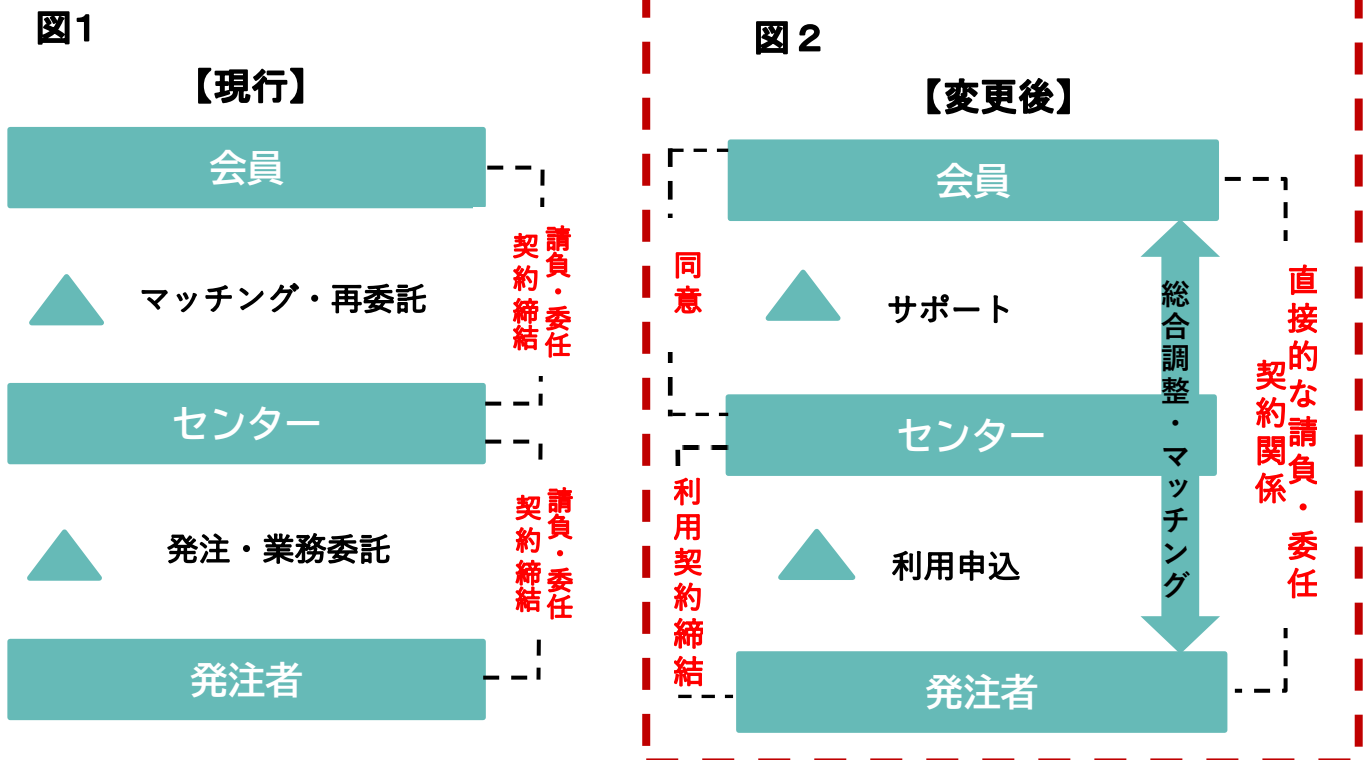 図1
【現行】
会員
マッチング・再委託
請負・委任
契約締結
センター
発注・業務委託
請負・委任
契約締結
発注者
図２
【変更後】
会員
同意
サポート
総合調整・マッチング
直接的な請負・委任
契約関係
センター
利用契約締結
利用申込
発注者